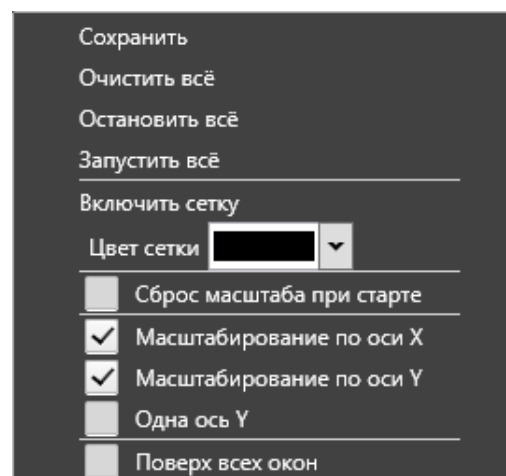 Сохранить
Очистить всё
Остановить всё
Запустить всё
Включить сетку
Цвет сетки
Сброс масштаба при старте
Масштабирование по оси X
Масштабирование по оси Y
Одна ось Y
Поверх всех окон